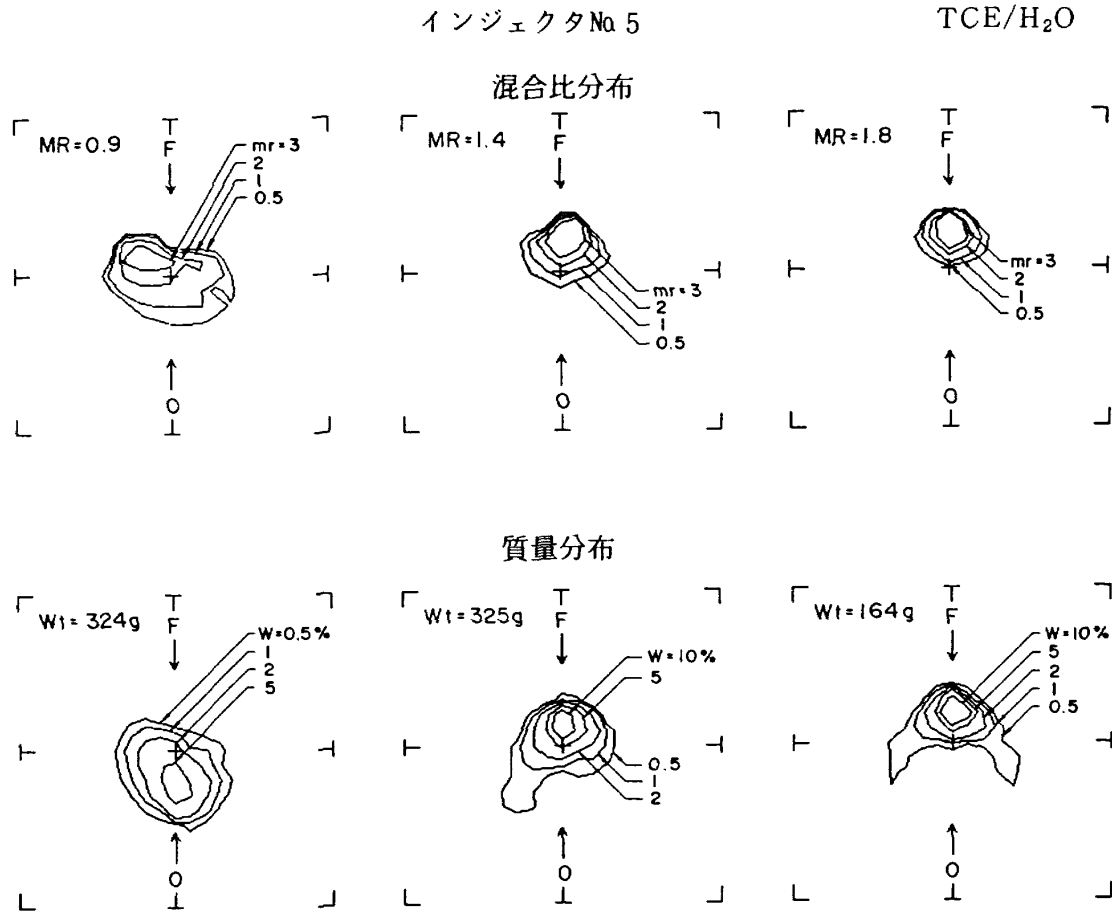 インジェクタNo. 5
TCE/H₂O
混合比分布
MR=0.9
T
F
mr=3
2
1
0.5
O
MR=1.4
T
F
mr=3
2
1
0.5
O
MR=1.8
T
F
mr=3
2
1
0.5
O
質量分布
Wt=324g
T
F
W=0.5%
1
2
5
O
Wt=325g
T
F
W=10%
5
0.5
1
2
O
Wt=164g
T
F
W=10%
5
2
1
0.5
O